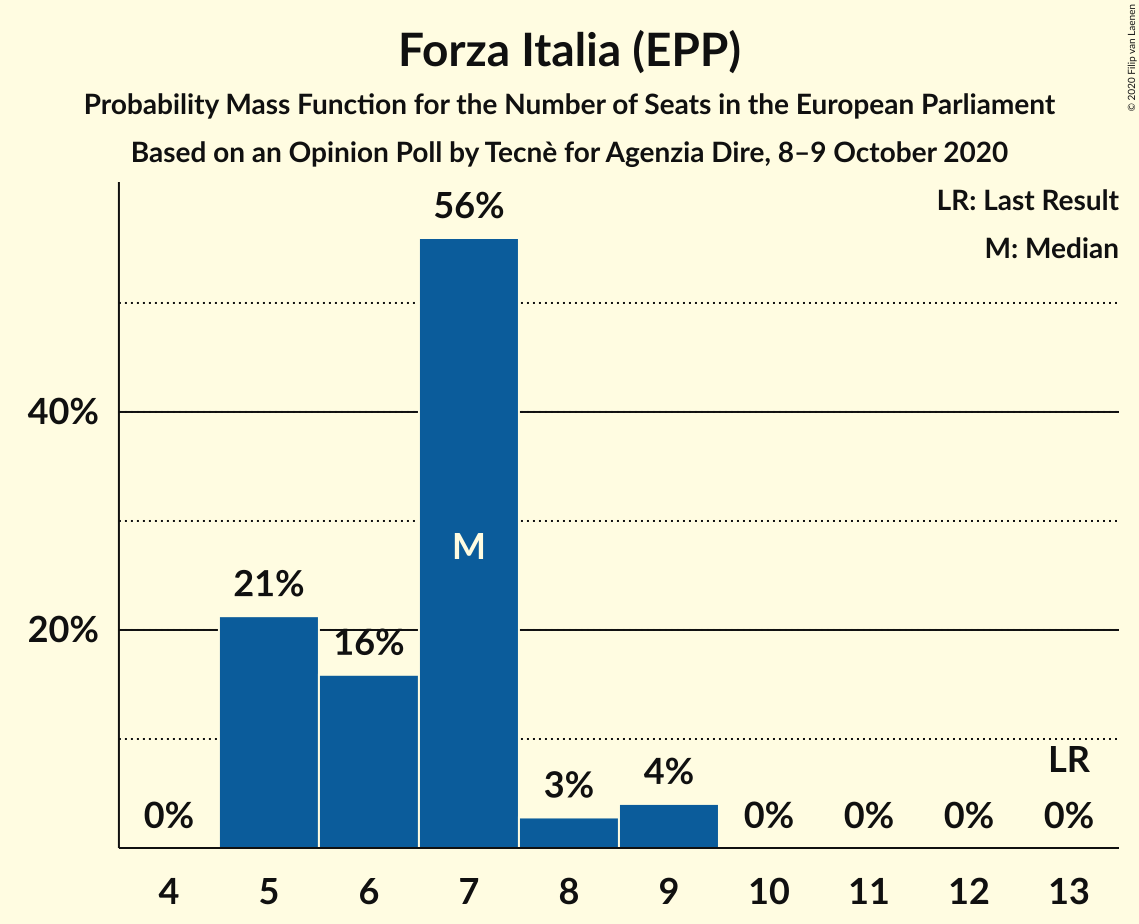 Forza Italia (EPP)
Probability Mass Function for the Number of Seats in the European Parliament
Based on an Opinion Poll by Tecnè for Agenzia Dire, 8–9 October 2020
© 2020 Filip van Laenen
LR: Last Result
M: Median
56%
40%
M
21%
20%
16%
LR
4%
3%
0%
0%
0%
0%
0%
4 5 6 7 8 9 10 11 12 13